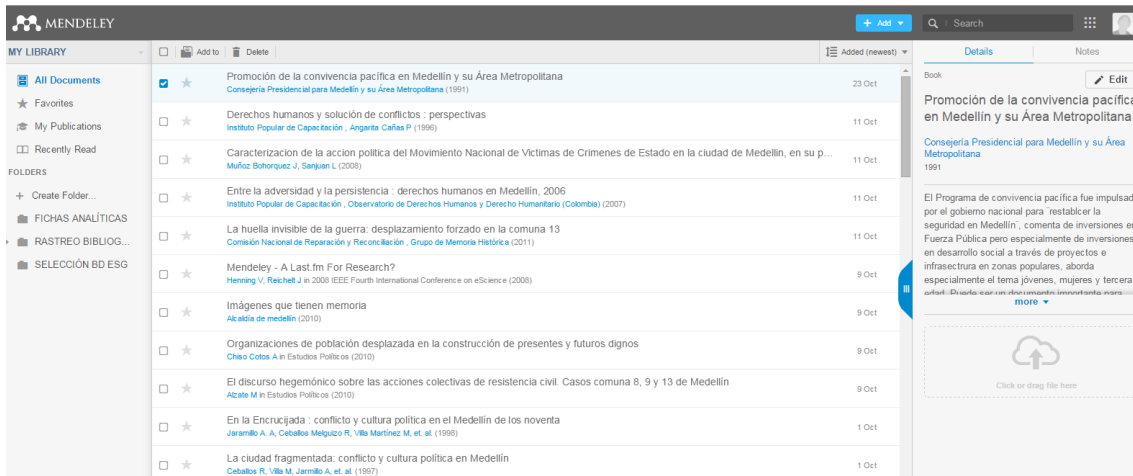 MENDELEY
+ Add
Search
MY LIBRARY
Add to
Delete
Added (newest)
Details
Notes
All Documents
Favorites
My Publications
Recently Read
FOLDERS
+ Create Folder...
FICHAS ANALÍTICAS
RASTREO BIBLIOG...
SELECCIÓN BD ESG
Promoción de la convivencia pacífica en Medellín y su Área Metropolitana
23 Oct
Consejería Presidencial para Medellín y su Área Metropolitana (1991)
Derechos humanos y solución de conflictos : perspectivas
11 Oct
Instituto Popular de Capacitación , Angarita Cañas P (1996)
Caracterizacion de la accion politica del Movimiento Nacional de Victimas de Crimenes de Estado en la ciudad de Medellin, en su p...
11 Oct
Muñoz Bohorquez J, Sanjuan L (2008)
Entre la adversidad y la persistencia : derechos humanos en Medellín, 2006
11 Oct
Instituto Popular de Capacitación , Observatorio de Derechos Humanos y Derecho Humanitario (Colombia) (2007)
La huella invisible de la guerra: desplazamiento forzado en la comuna 13
11 Oct
Comisión Nacional de Reparación y Reconciliación , Grupo de Memoria Histórica (2011)
Mendeley - A Last.fm For Research?
9 Oct
Henning V, Reichelt J in 2008 IEEE Fourth International Conference on eScience (2008)
Imágenes que tienen memoria
9 Oct
Alcaldía de medellín (2010)
Organizaciones de población desplazada en la construcción de presentes y futuros dignos
9 Oct
Chiso Cotos A in Estudios Políticos (2010)
El discurso hegemónico sobre las acciones colectivas de resistencia civil. Casos comuna 8, 9 y 13 de Medellín
9 Oct
Alzate M in Estudios Políticos (2010)
En la Encrucijada : conflicto y cultura política en el Medellín de los noventa
1 Oct
Jaramillo A. A, Ceballos Melguizo R, Villa Martínez M, et. al. (1998)
La ciudad fragmentada: conflicto y cultura política en Medellín
1 Oct
Ceballos R, Villa M, Jarmillo A, et. al. (1997)
Book
Edit
Promoción de la convivencia pacífica
en Medellín y su Área Metropolitana
Consejería Presidencial para Medellín y su Área
Metropolitana
1991
El Programa de convivencia pacífica fue impulsad
por el gobierno nacional para ¨restablcer la
seguridad en Medellín¨, comenta de inversiones en
Fuerza Pública pero especialmente de inversiones
en desarrollo social a través de proyectos e
infrasectrura en zonas populares, aborda
especialmente el tema jóvenes, mujeres y tercera
edad. Puede ser un documento importante para
more
Click or drag file here